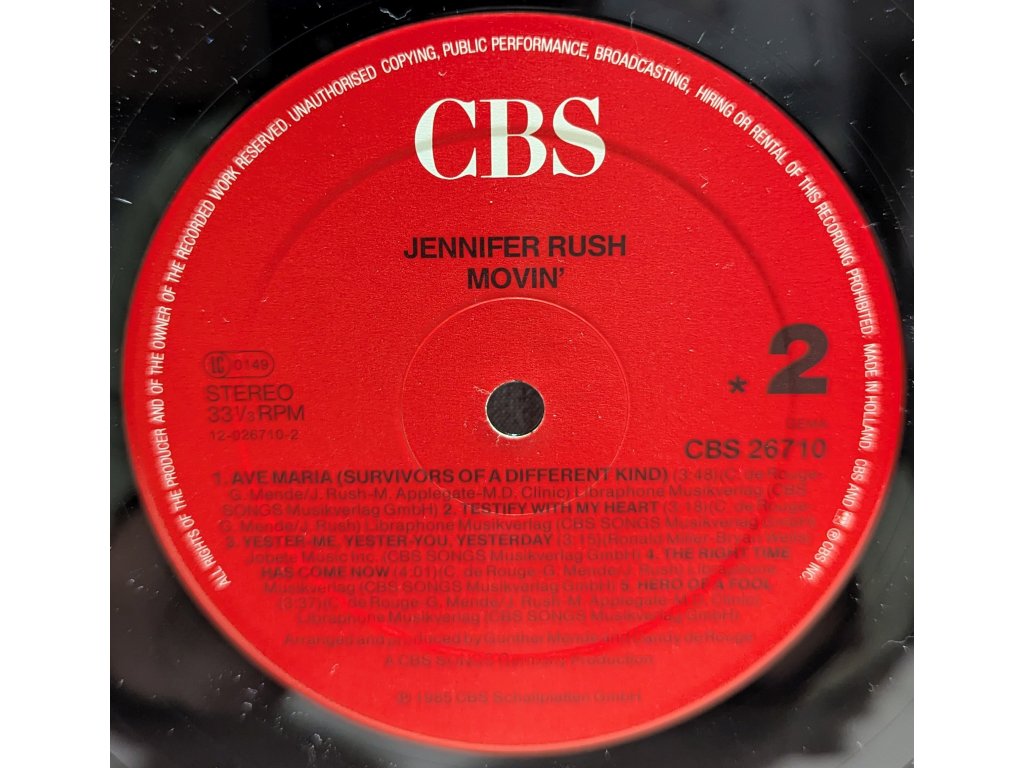 ALL RIGHTS OF THE PRODUCER AND OF THE OWNER OF THE RECORDED WORK RESERVED. UNAUTHORISED COPYING, PUBLIC PERFORMANCE, BROADCASTING, HIRING OR RENTAL OF THIS RECORDING PROHIBITED. MADE IN HOLLAND. CBS AND ® CBS INC.
CBS
JENNIFER RUSH
MOVIN'
LC 0149
STEREO
33 1/3 RPM
12-026710-2
* 2
GEMA
CBS 26710
1. AVE MARIA (SURVIVORS OF A DIFFERENT KIND) (3:48)(C. de Rouge-
G. Mende/J. Rush-M. Applegate-M.D. Clinic) Libraphone Musikverlag (CBS
SONGS Musikverlag GmbH) 2. TESTIFY WITH MY HEART (3:18)(C. de Rouge-
G. Mende/J. Rush) Libraphone Musikverlag (CBS SONGS Musikverlag GmbH)
3. YESTER-ME, YESTER-YOU, YESTERDAY (3:15)(Ronald Miller-Bryan Wells)
Jobete Music Inc. (CBS SONGS Musikverlag GmbH) 4. THE RIGHT TIME
HAS COME NOW (4:01)(C. de Rouge-G. Mende/J. Rush) Libraphone
Musikverlag (CBS SONGS Musikverlag GmbH) 5. HERO OF A FOOL
(3:37)(C. de Rouge-G. Mende/J. Rush-M. Applegate-M.D. Clinic)
Libraphone Musikverlag (CBS SONGS Musikverlag GmbH)
Arranged and produced by Gunther Mende and Candy de Rouge
A CBS SONGS Germany Production
℗ 1985 CBS Schallplatten GmbH